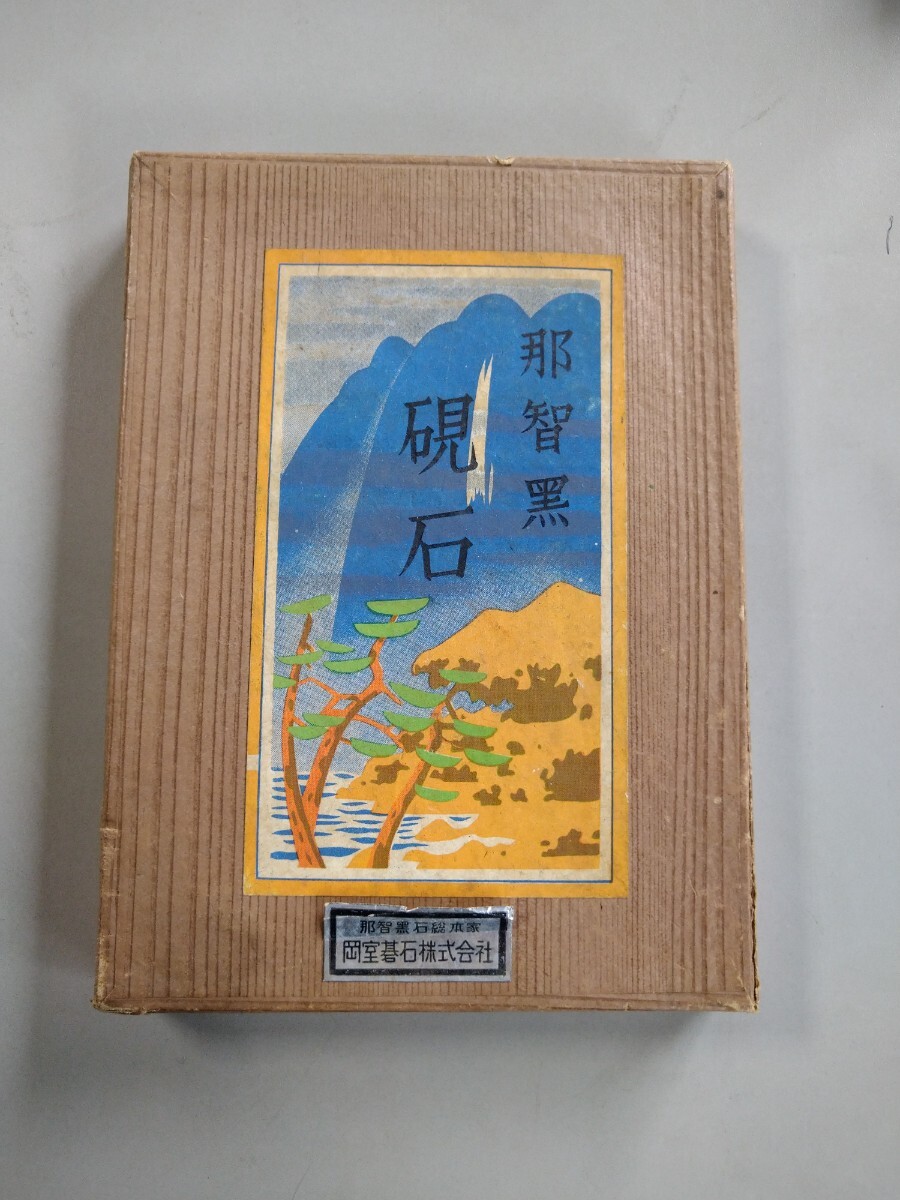 那智黑
硯石
那智黒石総本家
岡室碁石株式会社